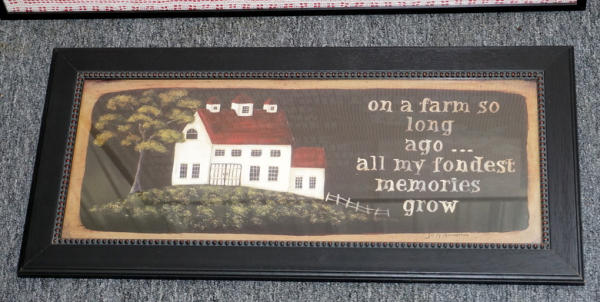 on a farm so
long
ago ...
all my fondest
memories
grow